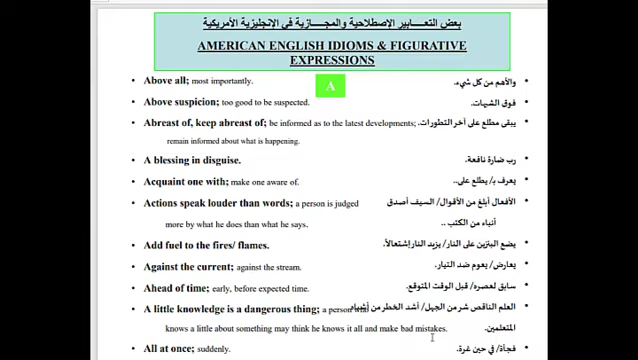 بعض التعـــابير الإصطلاحية والمجـــازية في الإنجليزية الأمريكية
AMERICAN ENGLISH IDIOMS & FIGURATIVE
EXPRESSIONS
A
• Above all; most importantly. والأهم من كل شيء. •
• Above suspicion; too good to be suspected. فوق الشبهات. •
• Abreast of, keep abreast of; be informed as to the latest developments; يبقى مطلع على آخر التطورات. •
remain informed about what is happening.
• A blessing in disguise. رب ضارة نافعة. •
• Acquaint one with; make one aware of. يعرف بـ/ يطلع على.. •
• Actions speak louder than words; a person is judged الأفعال أبلغ من الأقوال/ السيف أصدق •
more by what he does than what he says. أنباء من الكتب ..
• Add fuel to the fires/ flames. يضع البنزين على النار/ يزيد النار إشتعالاً. •
• Against the current; against the stream. يعارض/ يعوم ضد التيار. •
• Ahead of time; early, before expected time. سابق لعصره/ قبل الوقت المتوقع. •
• A little knowledge is a dangerous thing; a person who العلم الناقص شر من الجهل/ أشد الخطر من أشباه •
knows a little about something may think he knows it all and make bad mistakes. المتعلمين.
• All at once; suddenly. فجأة/ في حين غرة. •